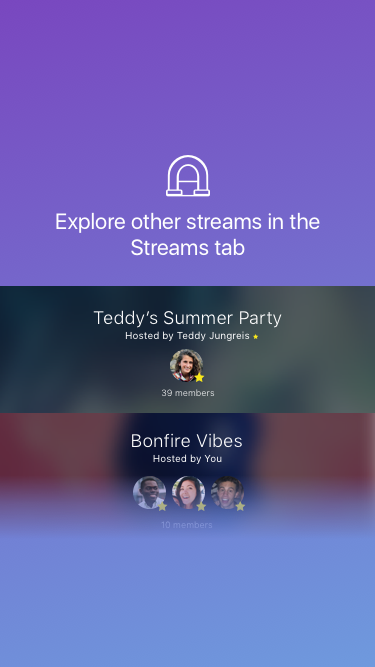 Explore other streams in the
Streams tab
Teddy’s Summer Party
Hosted by Teddy Jungreis
39 members
Bonfire Vibes
Hosted by You
10 members